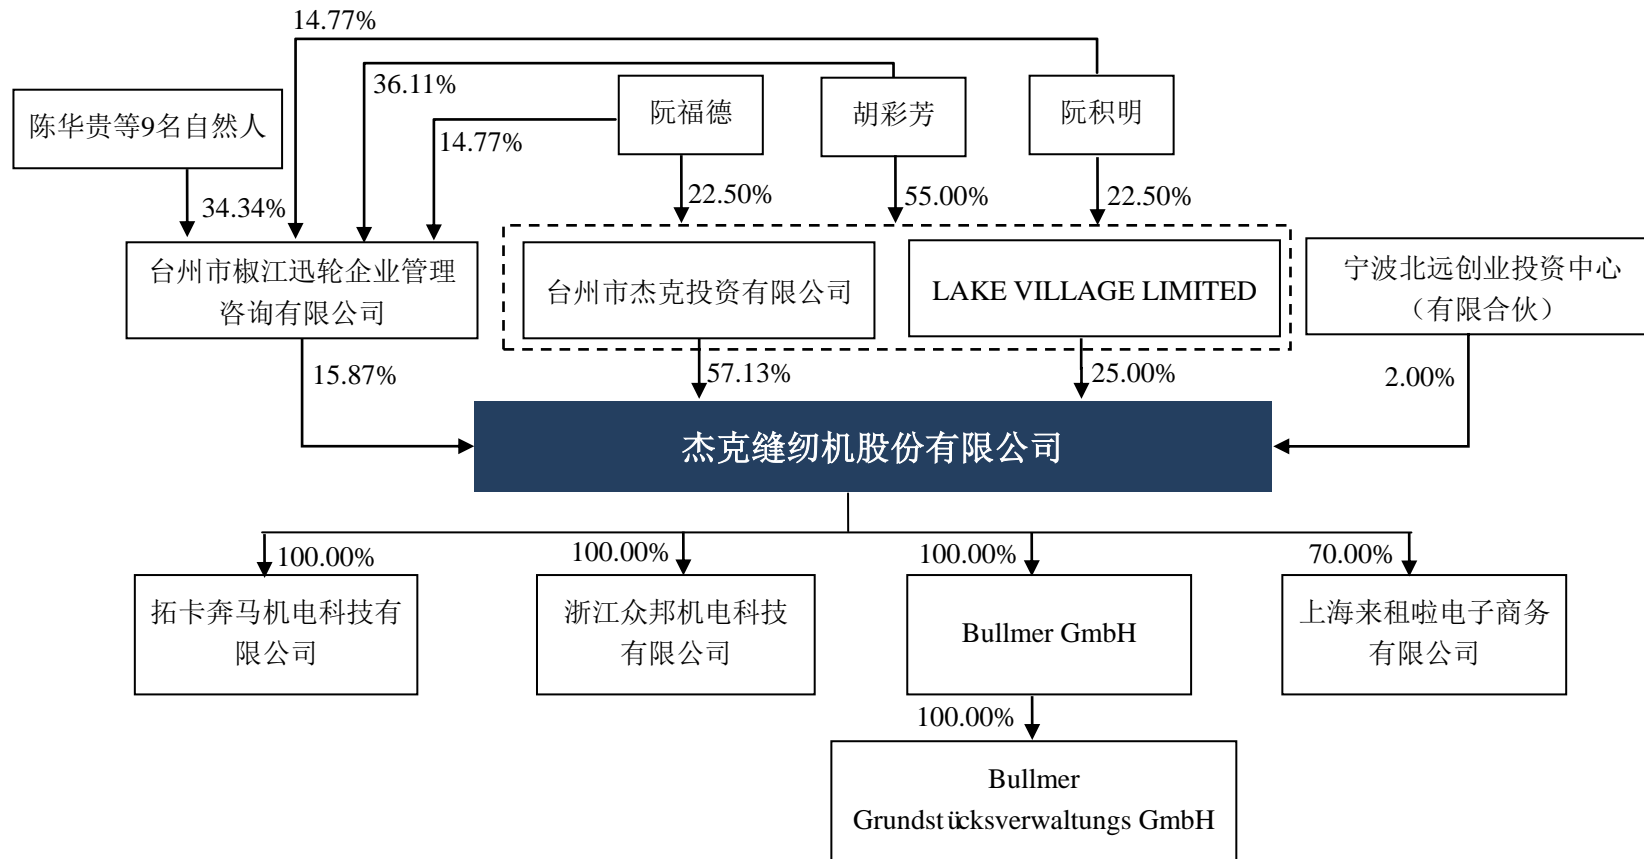 14.77%
36.11%
陈华贵等9名自然人
阮福德
胡彩芳
阮积明
14.77%
34.34%
22.50%
55.00%
22.50%
台州市椒江迅轮企业管理
咨询有限公司
台州市杰克投资有限公司
LAKE VILLAGE LIMITED
宁波北远创业投资中心
（有限合伙）
15.87%
57.13%
25.00%
2.00%
杰克缝纫机股份有限公司
100.00%
100.00%
100.00%
70.00%
拓卡奔马机电科技有
限公司
浙江众邦机电科技
有限公司
Bullmer GmbH
上海来租啦电子商务
有限公司
100.00%
Bullmer
Grundstücksverwaltungs GmbH